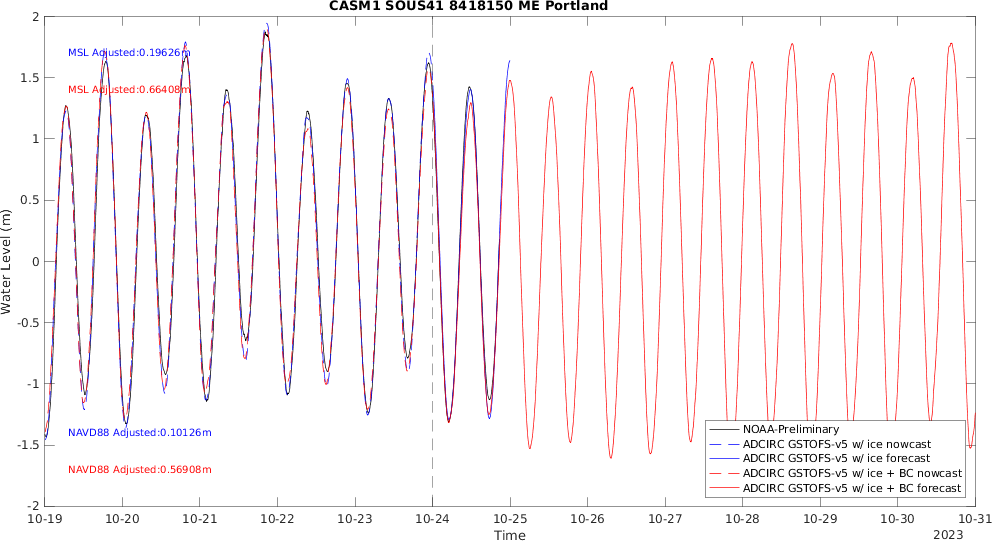 CASM1 SOUS41 8418150 ME Portland
2
1.5
1
0.5
0
-0.5
-1
-1.5
-2
Water Level (m)
MSL Adjusted:0.19626m
MSL Adjusted:0.66408m
NAVD88 Adjusted:0.10126m
NAVD88 Adjusted:0.56908m
NOAA-Preliminary
ADCIRC GSTOFS-v5 w/ ice nowcast
ADCIRC GSTOFS-v5 w/ ice forecast
ADCIRC GSTOFS-v5 w/ ice + BC nowcast
ADCIRC GSTOFS-v5 w/ ice + BC forecast
10-19 10-20 10-21 10-22 10-23 10-24 10-25 10-26 10-27 10-28 10-29 10-30 10-31
Time
2023